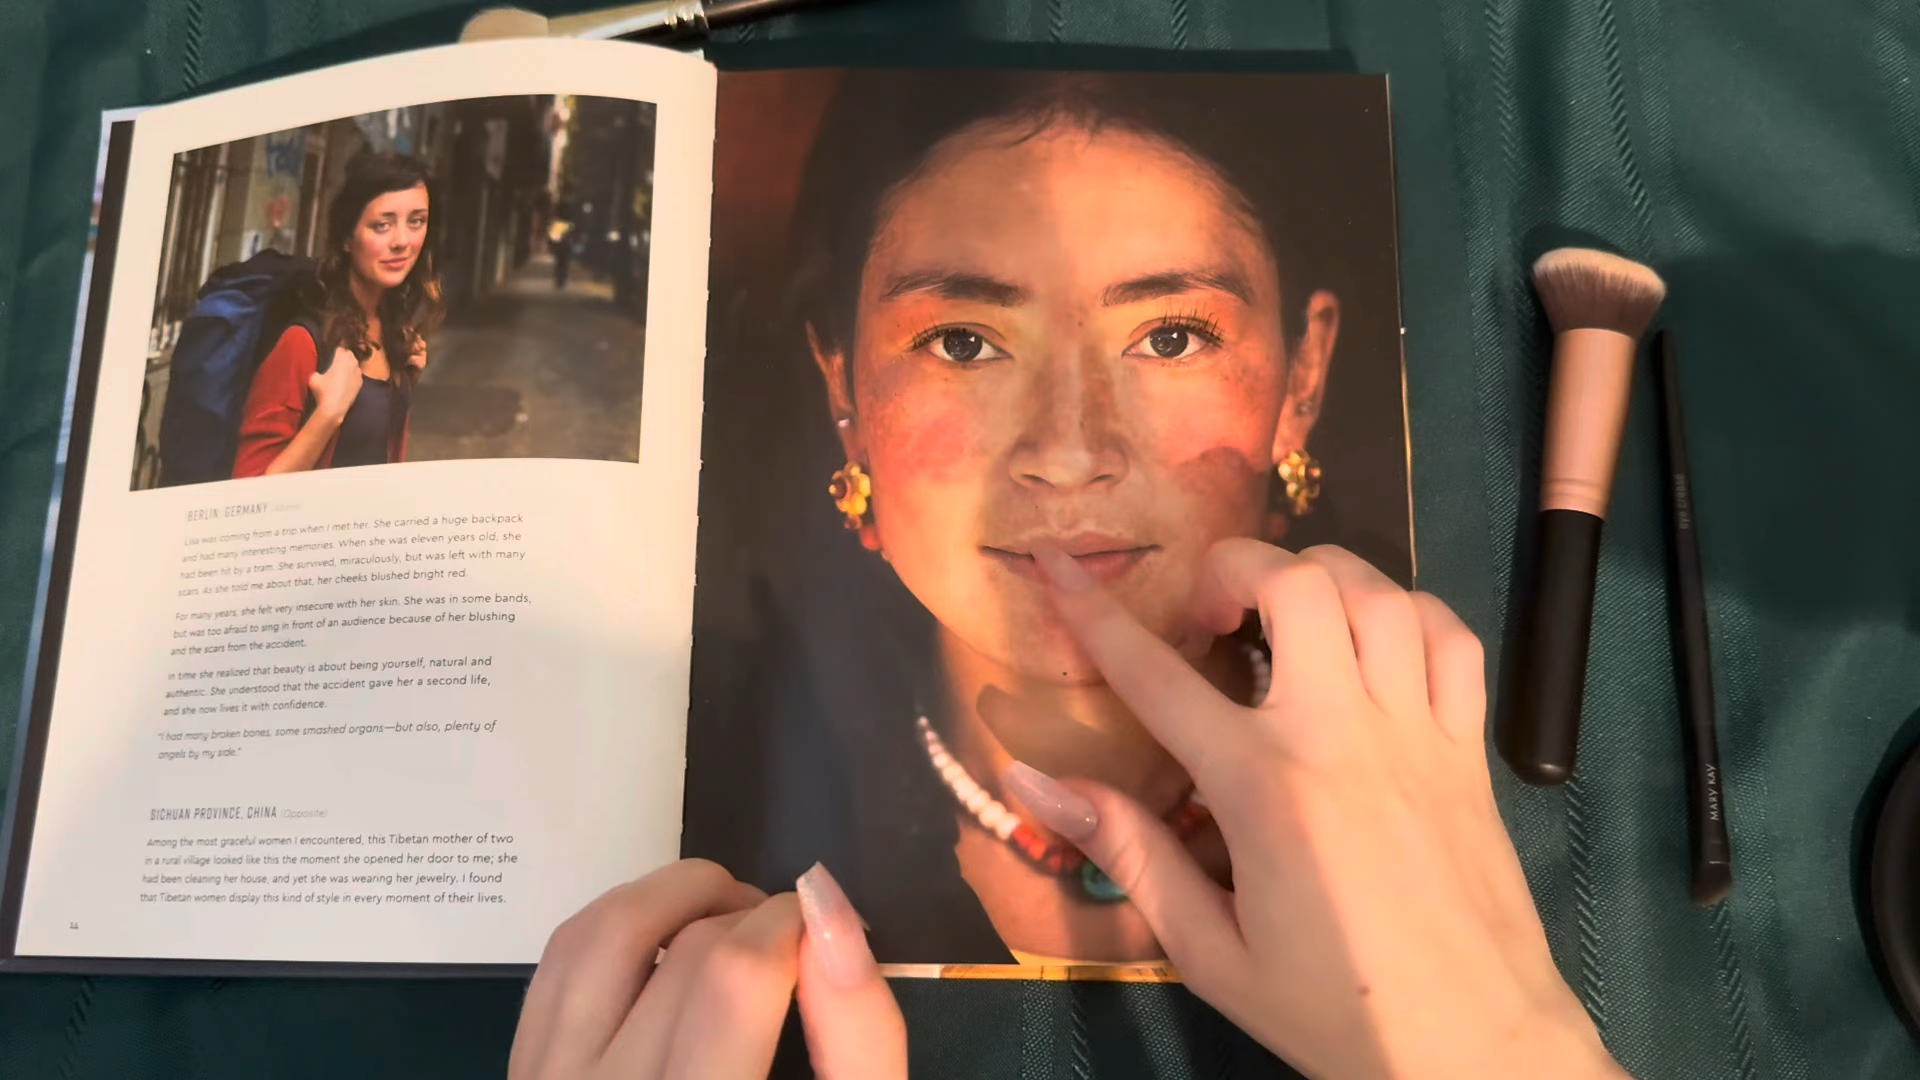 BERLIN, GERMANY
Lisa was coming from a trip when I met her. She carried a huge backpack
and had many interesting memories. When she was eleven years old, she
had been hit by a tram. She survived, miraculously, but was left with many
scars. As she told me about that, her cheeks blushed bright red.
For many years, she felt very insecure with her skin. She was in some bands,
but was too afraid to sing in front of an audience because of her blushing
and the scars from the accident.
In time she realized that beauty is about being yourself, natural and
authentic. She understood that the accident gave her a second life,
and she now lives it with confidence.
"I had many broken bones, some smashed organs—but also, plenty of
angels by my side."
SICHUAN PROVINCE, CHINA (Opposite)
Among the most graceful women I encountered, this Tibetan mother of two
in a rural village looked like this the moment she opened her door to me; she
had been cleaning her house, and yet she was wearing her jewelry. I found
that Tibetan women display this kind of style in every moment of their lives.
eye crease
MARY KAY